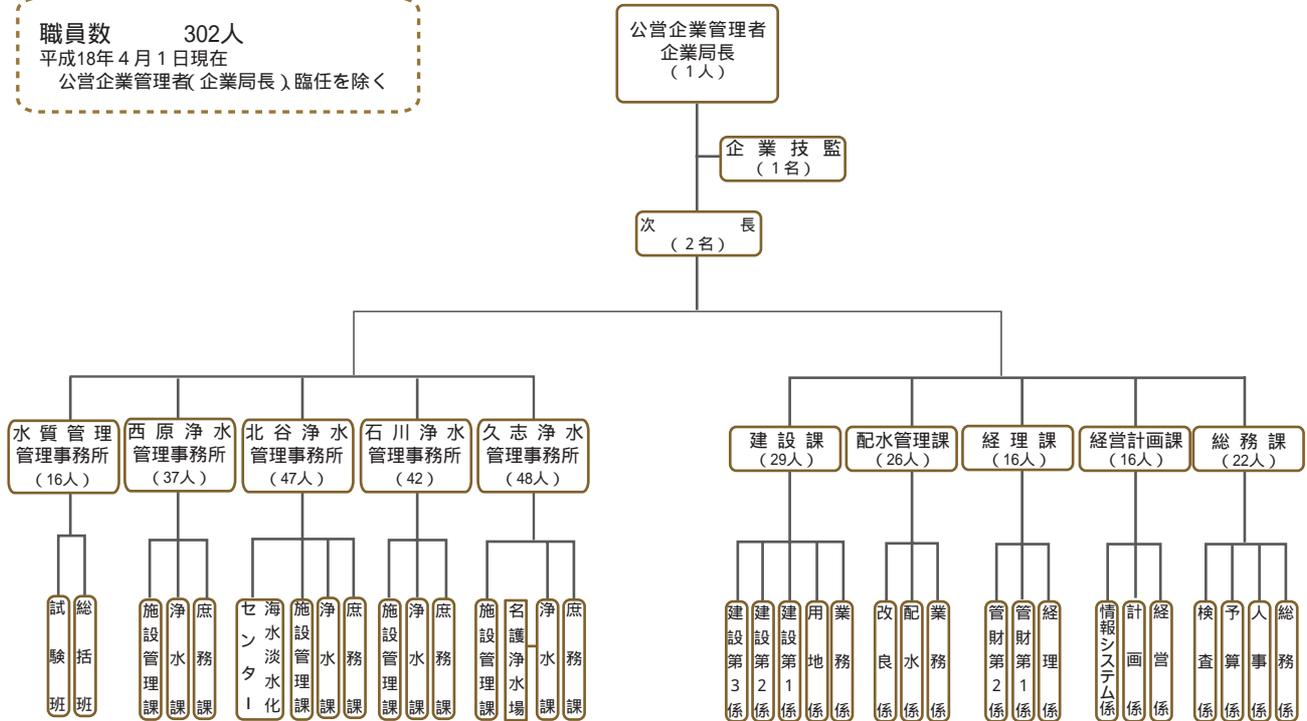 職員数 302人
平成18年4月1日現在
公営企業管理者(企業局長)、臨任を除く
公営企業管理者
企業局長
(1人)
企業技監
(1名)
次長
(2名)
水質管理
管理事務所
(16人)
西原浄水
管理事務所
(37人)
北谷浄水
管理事務所
(47人)
石川浄水
管理事務所
(42)
久志浄水
管理事務所
(48人)
建設課
(29人)
配水管理課
(26人)
経理課
(16人)
経営計画課
(16人)
総務課
(22人)
試験班
総括班
施設管理課
浄水課
庶務課
海水淡水化
センター
施設管理課
浄水課
庶務課
施設管理課
浄水課
庶務課
施設管理課
名護浄水場
浄水課
庶務課
建設第3係
建設第2係
建設第1係
用地係
業務係
改良係
配水係
業務係
管財第2係
管財第1係
経理係
情報システム係
計画係
経営係
検査係
予算係
人事係
総務係